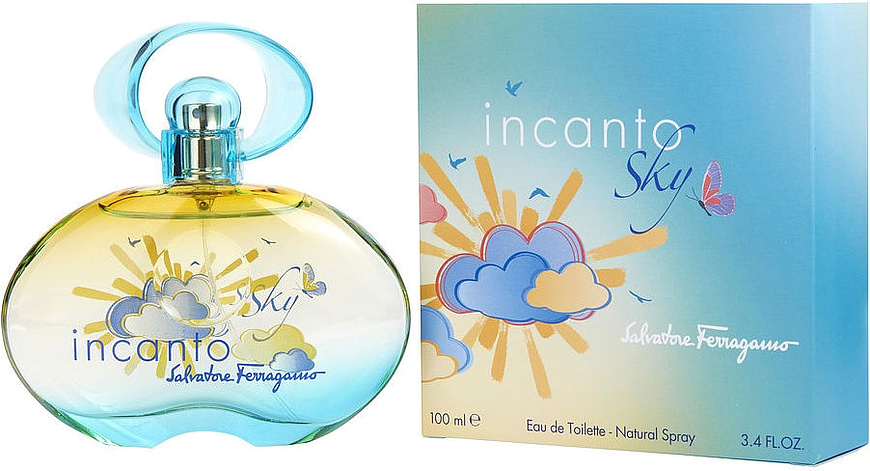 Sky
incanto
Salvatore Ferragamo
incanto
Sky
Salvatore Ferragamo
100 ml e
Eau de Toilette - Natural Spray
3.4 FL.OZ.